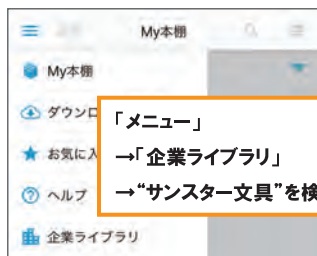 My本棚
My本棚
ダウンロ
お気に入
ヘルプ
企業ライブラリ
「メニュー」
→「企業ライブラリ」
→“サンスター文具”を検